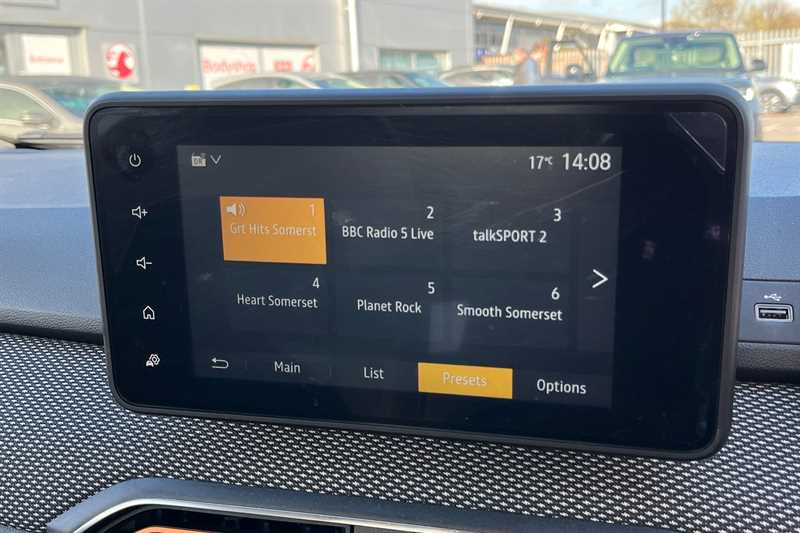 Bodyshop
DR
17°C 14:08
1
Grt Hits Somerst
2
BBC Radio 5 Live
3
talkSPORT 2
4
Heart Somerset
5
Planet Rock
6
Smooth Somerset
Main
List
Presets
Options